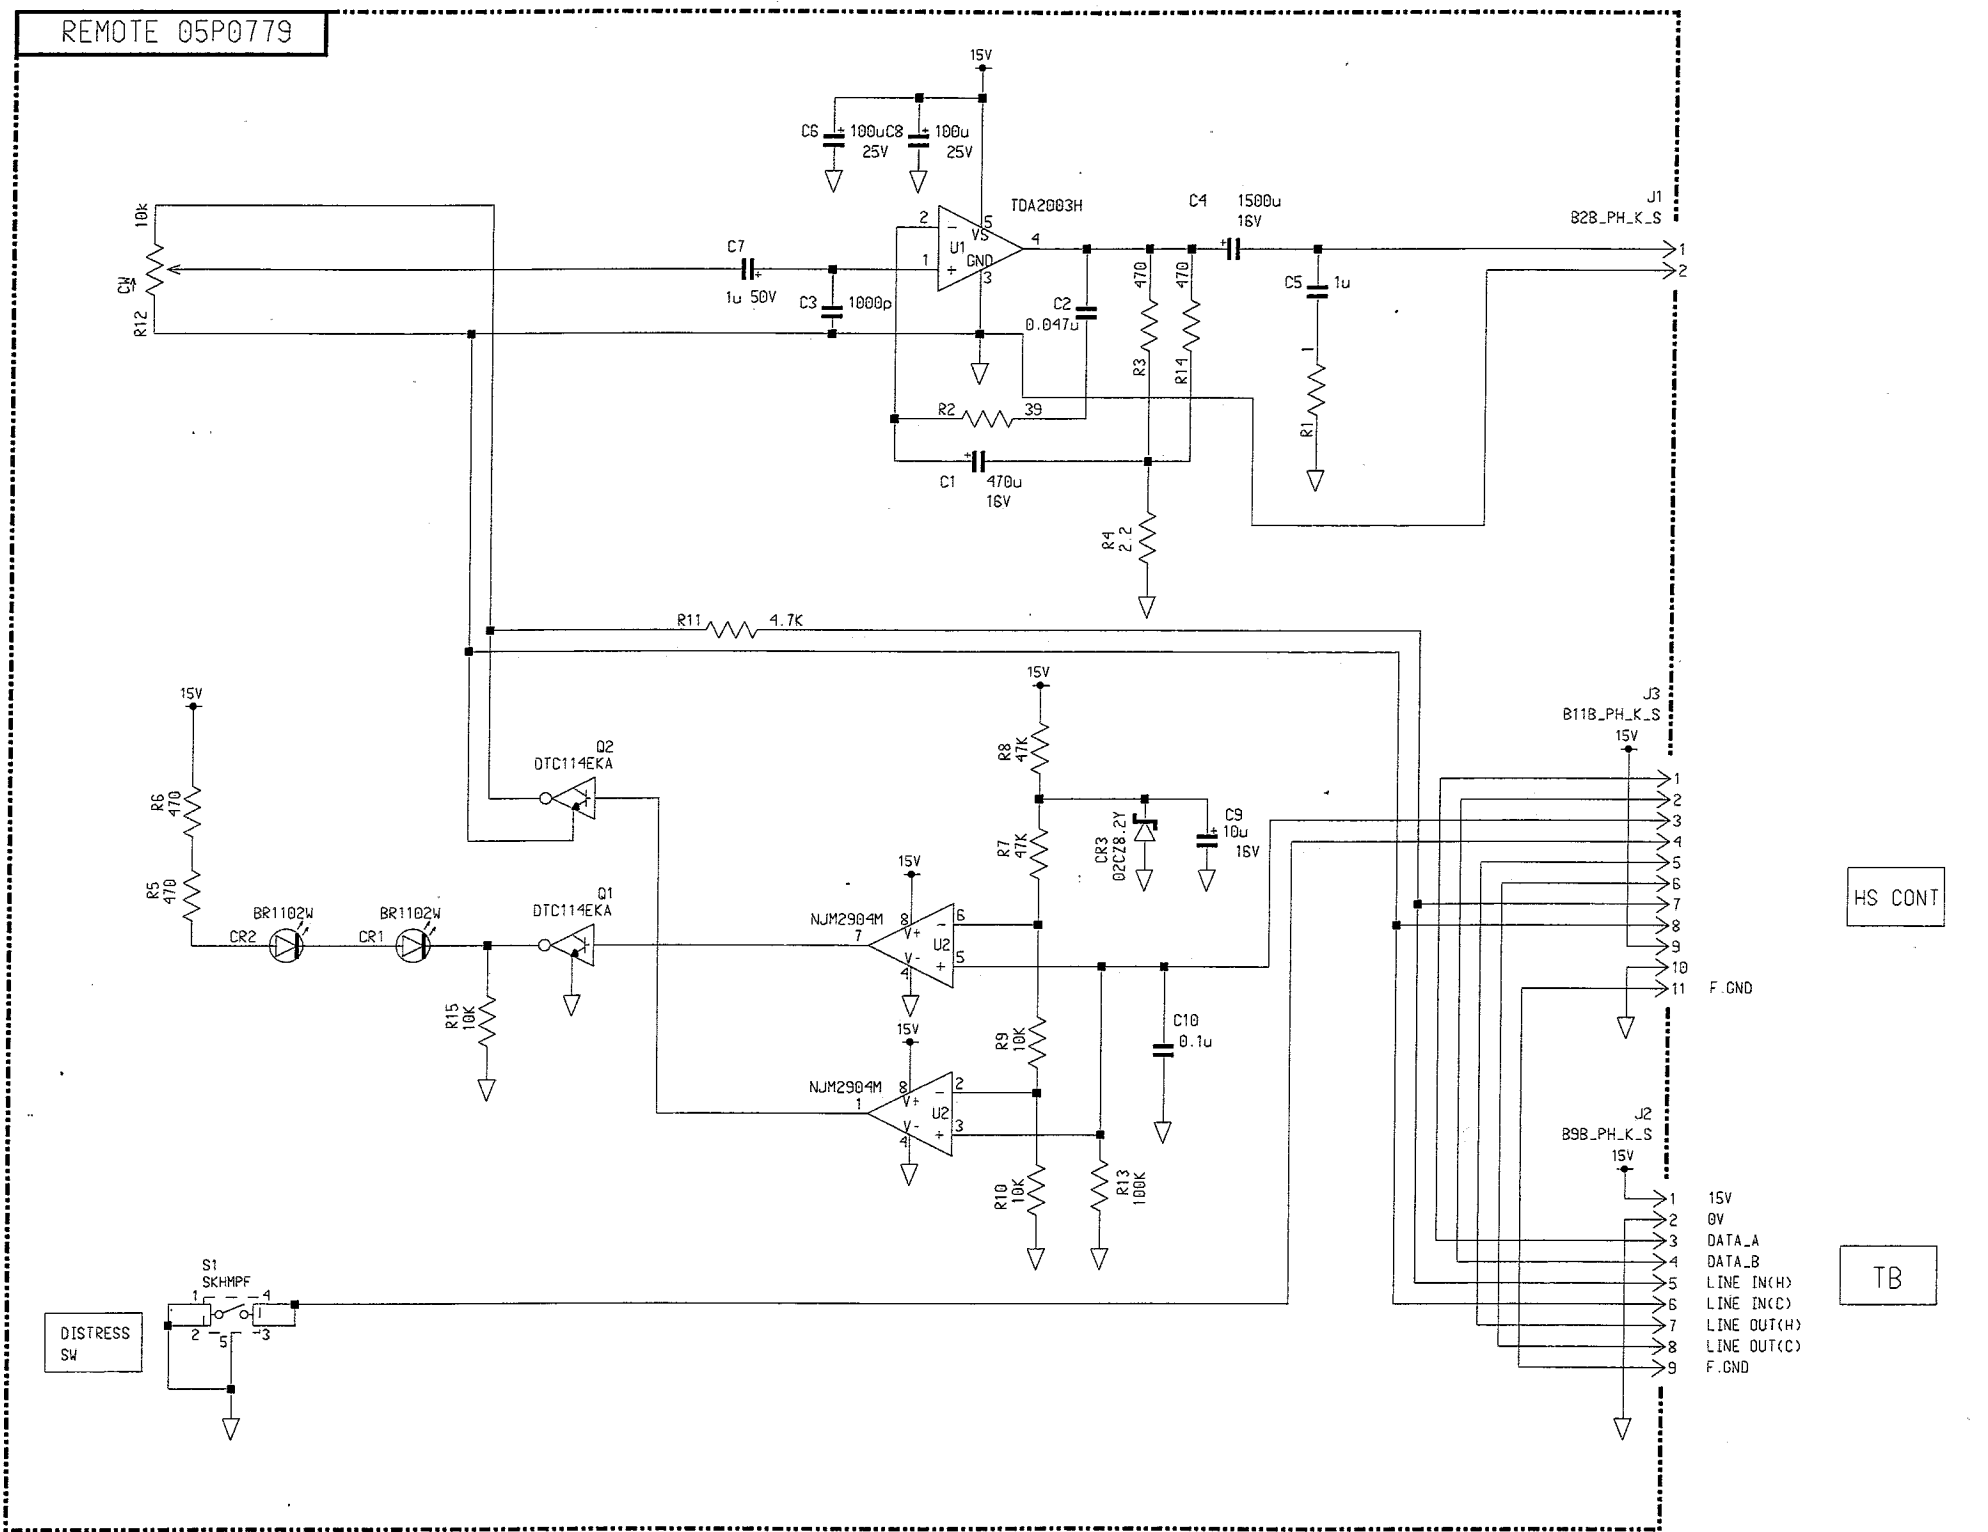 REMOTE 05P0779
15V
C6 100u 25V
C8 100u 25V
10k
CW
R12
C7
1u 50V
C3 1000p
TDA2003H
2
1
5
VS
U1
GND
3
4
C4 1500u
16V
J1
B2B_PH_K_S
1
2
C2
0.047u
470
R3
470
R14
C5 1u
1
R1
R2 39
C1 470u
16V
R4
2.2
R11 4.7K
15V
R6
470
R5
470
BR1102W
CR2
BR1102W
CR1
Q2
DTC114EKA
Q1
DTC114EKA
R15
10K
15V
R8
47K
R7
47K
CR3
02CZ8.2Y
C9
10u
16V
15V
NJM2904M
7
8
V+
U2
V-
4
6
5
R9
10K
C10
0.1u
15V
NJM2904M
1
8
V+
U2
V-
4
2
3
R10
10K
R13
100K
J3
B11B_PH_K_S
15V
1
2
3
4
5
6
7
8
9
10
11 F.GND
HS CONT
J2
B9B_PH_K_S
15V
1 15V
2 0V
3 DATA_A
4 DATA_B
5 LINE IN(H)
6 LINE IN(C)
7 LINE OUT(H)
8 LINE OUT(C)
9 F.GND
TB
S1
SKHMPF
1 4
2 5 3
DISTRESS
SW